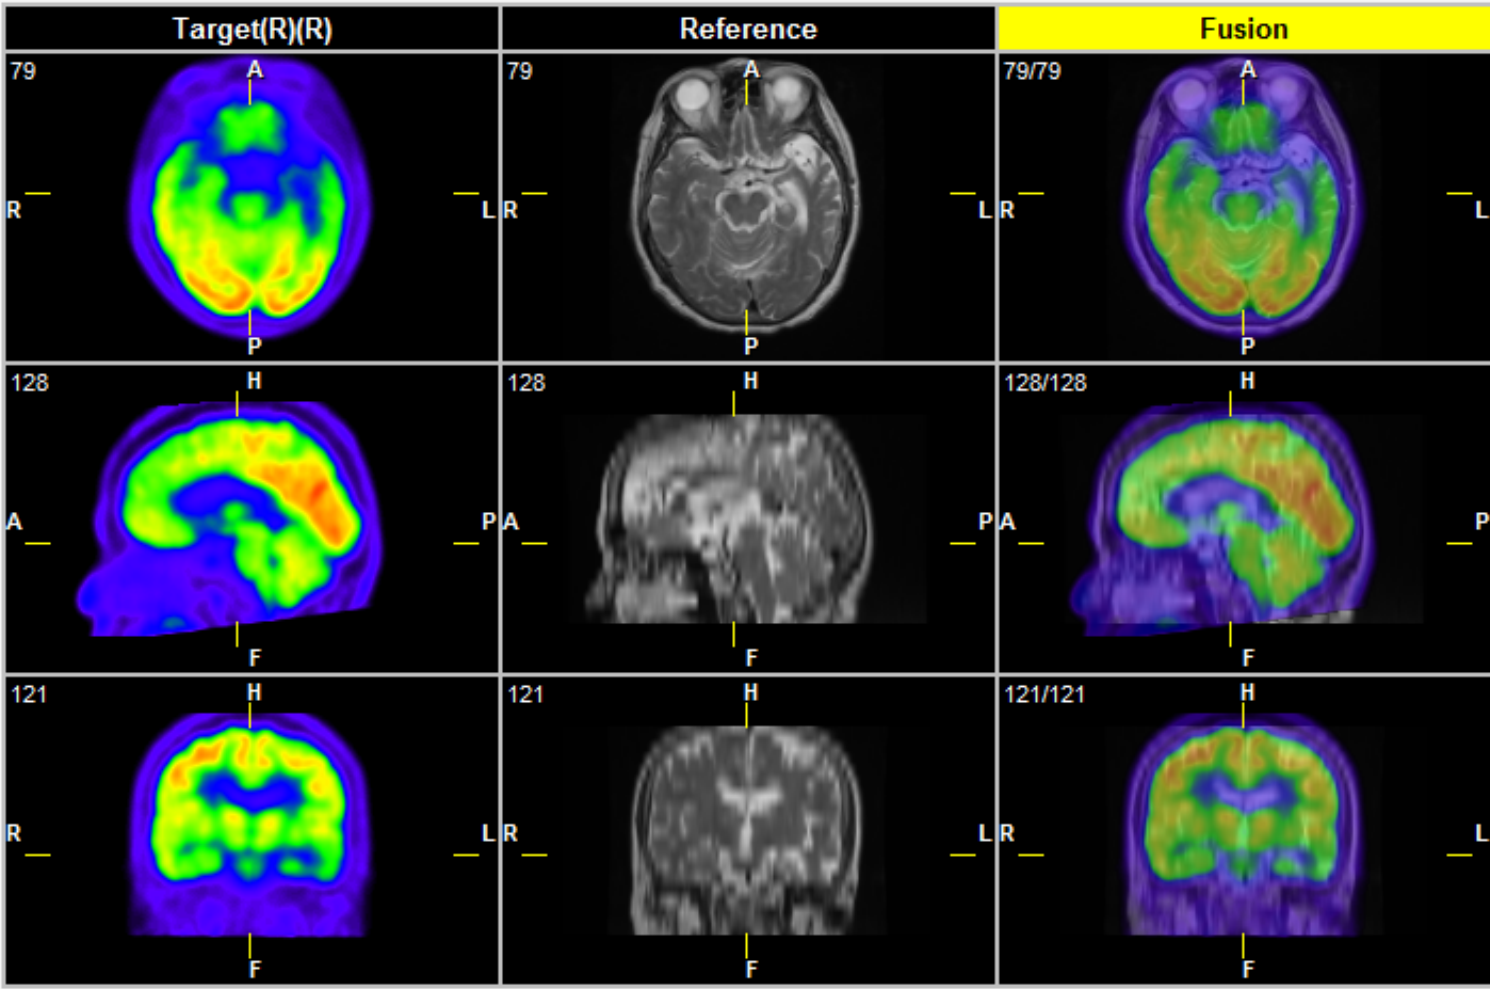 Target(R)(R) Reference Fusion
79 A 79 A 79/79 A
R L R L R L
P P P
128 H 128 H 128/128 H
A P A P A P
F F F
121 H 121 H 121/121 H
R L R L R L
F F F